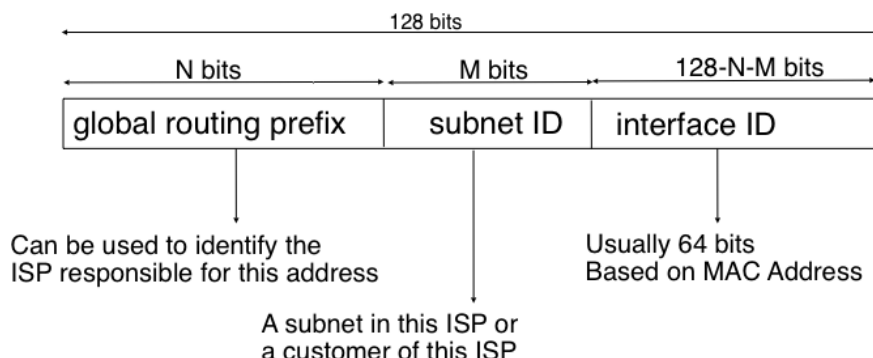 128 bits
N bits M bits 128-N-M bits
global routing prefix subnet ID interface ID
Can be used to identify the
ISP responsible for this address
Usually 64 bits
Based on MAC Address
A subnet in this ISP or
a customer of this ISP